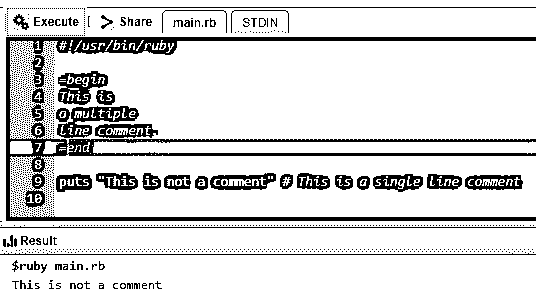 Execute Share main.rb STDIN
1 #!/usr/bin/ruby
2
3 =begin
4 This is
5 a multiple
6 line comment.
7 =end
8
9 puts "This is not a comment" # This is a single line comment
10
Result
$ruby main.rb
This is not a comment